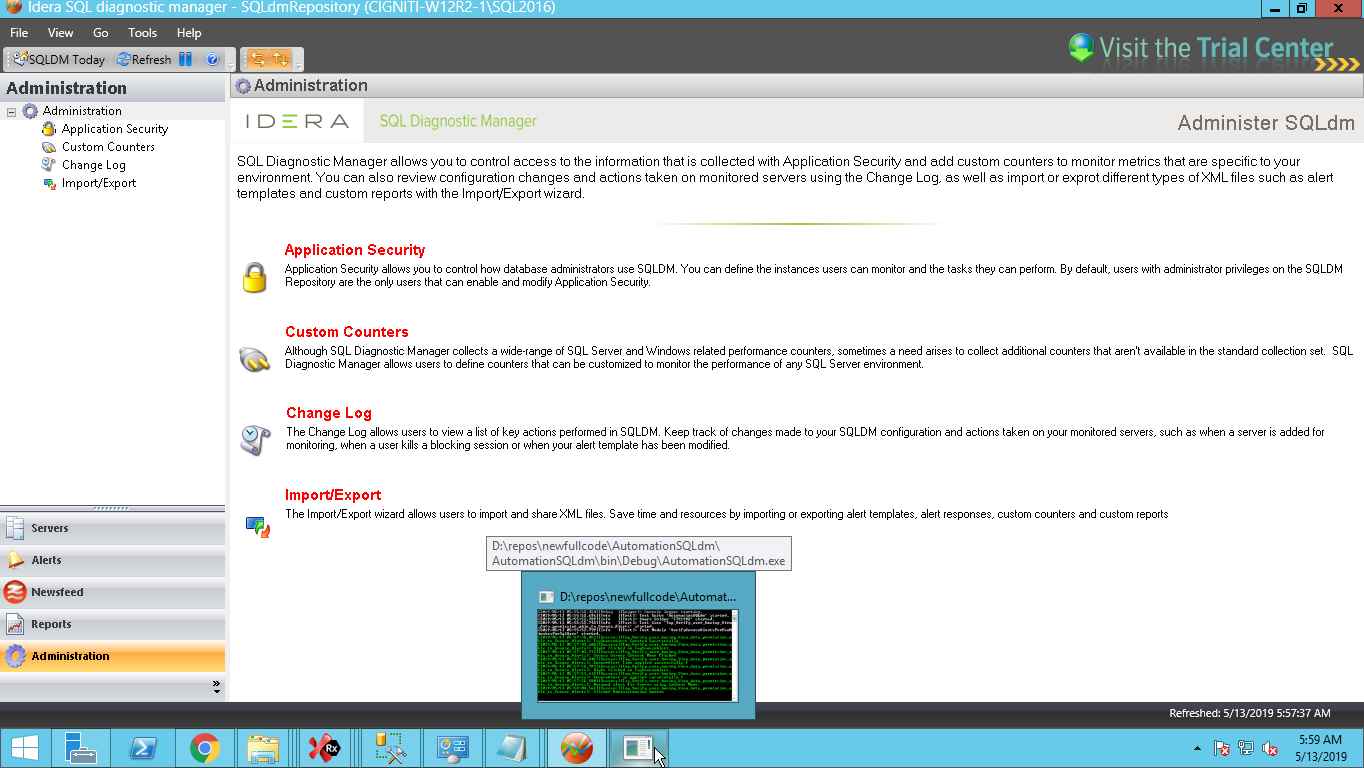 Idera SQL diagnostic manager - SQLdmRepository (CIGNITI-W12R2-1\SQL2016)
File View Go Tools Help
Visit the Trial Center
SQLDM Today Refresh
Administration
Administration
Application Security
Custom Counters
Change Log
Import/Export
Administration
IDERA SQL Diagnostic Manager
Administer SQLdm
SQL Diagnostic Manager allows you to control access to the information that is collected with Application Security and add custom counters to monitor metrics that are specific to your
environment. You can also review configuration changes and actions taken on monitored servers using the Change Log, as well as import or exprot different types of XML files such as alert
templates and custom reports with the Import/Export wizard.
Application Security
Application Security allows you to control how database administrators use SQLDM. You can define the instances users can monitor and the tasks they can perform. By default, users with administrator privileges on the SQLDM
Repository are the only users that can enable and modify Application Security.
Custom Counters
Although SQL Diagnostic Manager collects a wide-range of SQL Server and Windows related performance counters, sometimes a need arises to collect additional counters that aren't available in the standard collection set. SQL
Diagnostic Manager allows users to define counters that can be customized to monitor the performance of any SQL Server environment.
Change Log
The Change Log allows users to view a list of key actions performed in SQLDM. Keep track of changes made to your SQLDM configuration and actions taken on your monitored servers, such as when a server is added for
monitoring, when a user kills a blocking session or when your alert template has been modified.
Import/Export
The Import/Export wizard allows users to import and share XML files. Save time and resources by importing or exporting alert templates, alert responses, custom counters and custom reports
Servers
Alerts
Newsfeed
Reports
Administration
D:\repos\newfullcode\AutomationSQLdm\
AutomationSQLdm\bin\Debug\AutomationSQLdm.exe
D:\repos\newfullcode\Automat...
Refreshed: 5/13/2019 5:57:37 AM
Rx
5:59 AM
5/13/2019